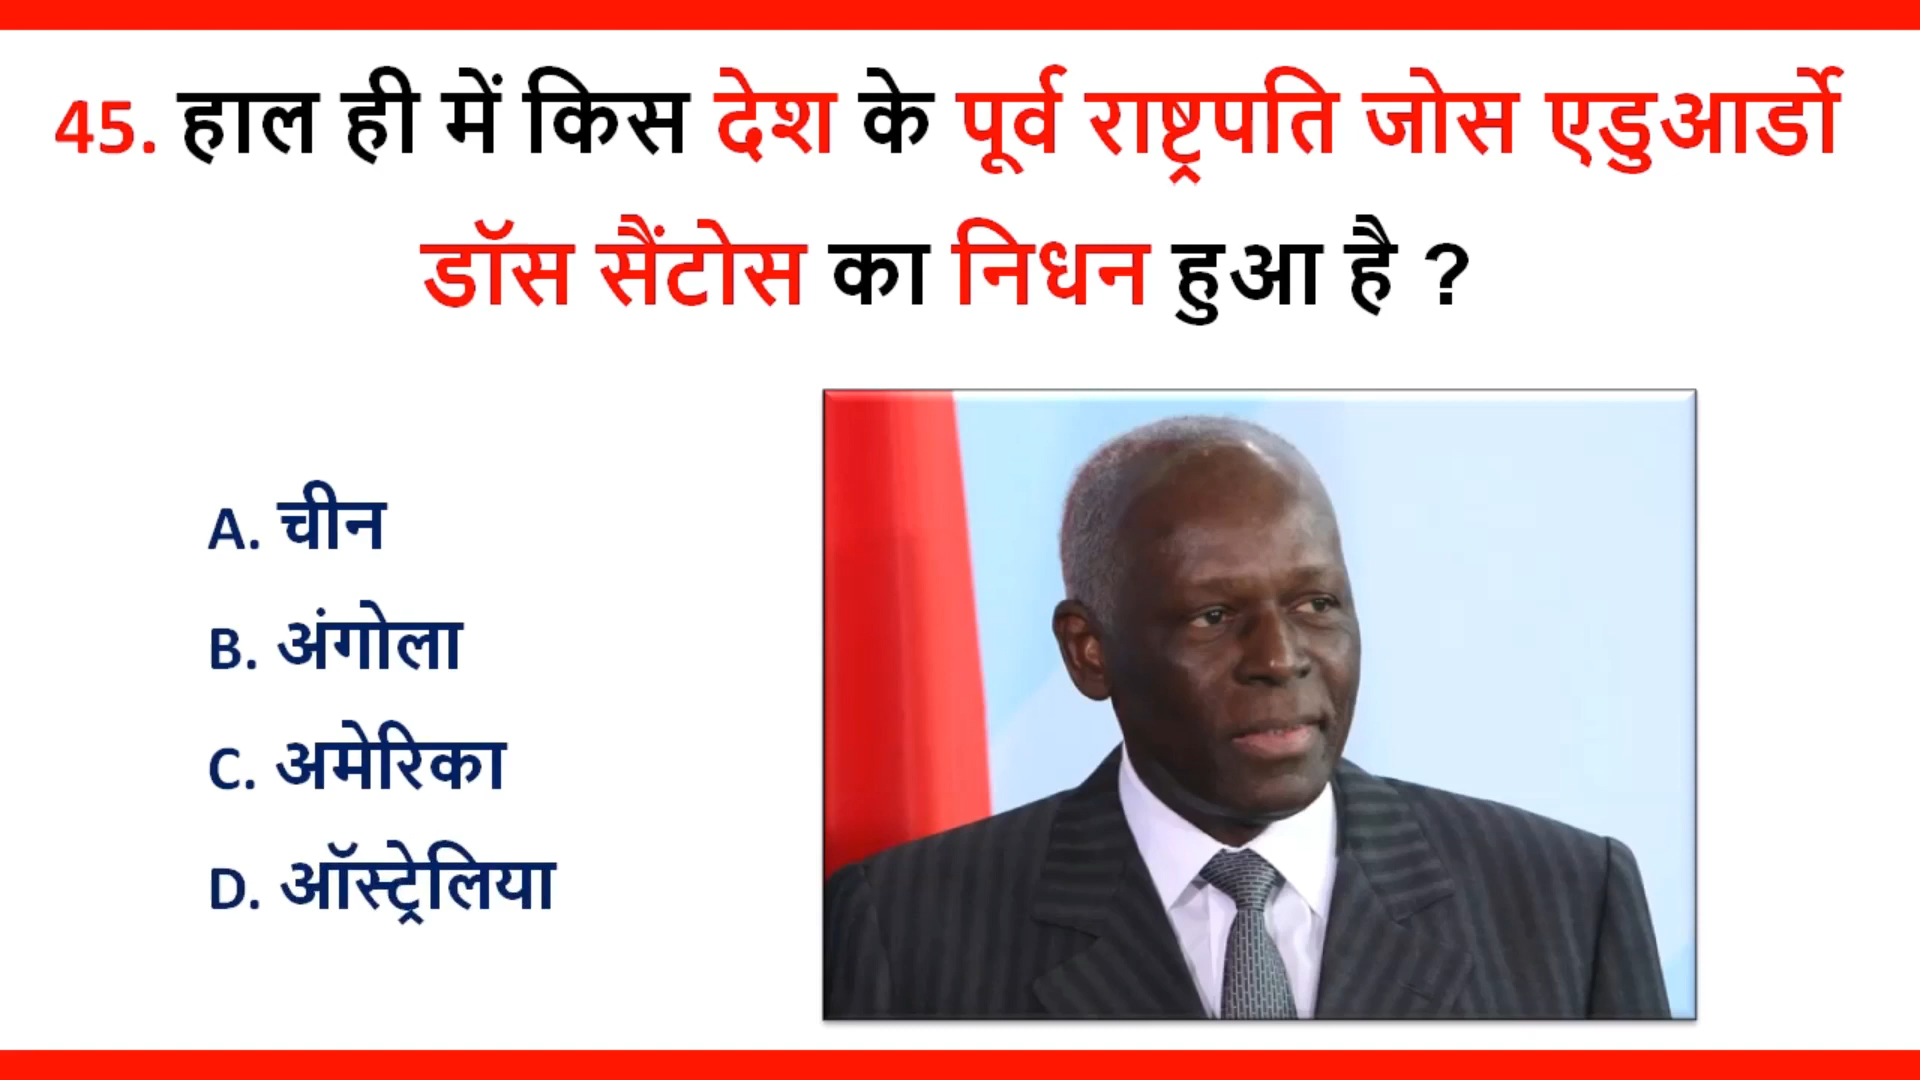 45. हाल ही में किस देश के पूर्व राष्ट्रपति जोस एडुआर्डो
डॉस सैंटोस का निधन हुआ है ?
A. चीन
B. अंगोला
C. अमेरिका
D. ऑस्ट्रेलिया